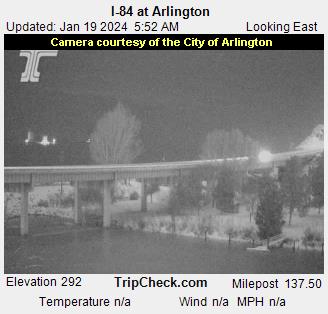 I-84 at Arlington
Updated: Jan 19 2024 5:52 AM Looking East
Camera courtesy of the City of Arlington
Elevation 292 TripCheck.com Milepost 137.50
Temperature n/a Wind n/a MPH n/a